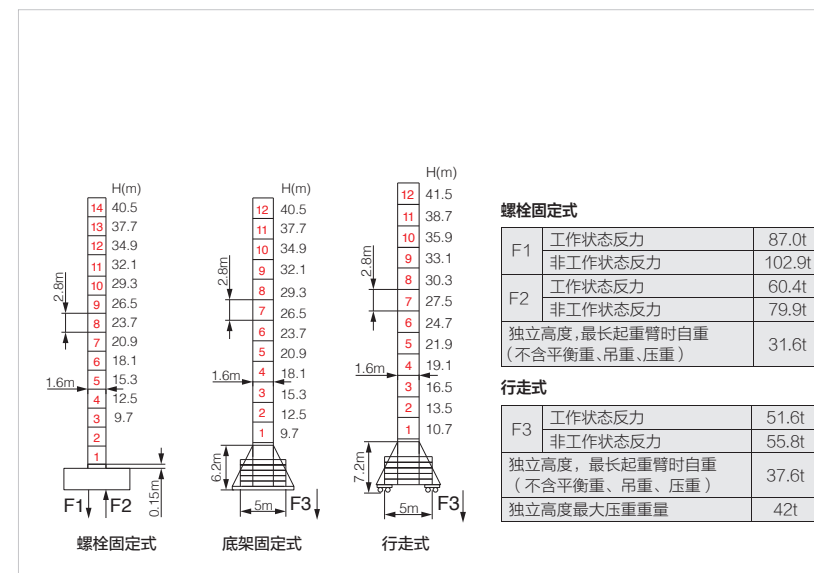 H(m)
14 40.5
13 37.7
12 34.9
11 32.1
10 29.3
9 26.5
8 23.7
7 20.9
6 18.1
5 15.3
4 12.5
3 9.7
2
1
2.8m
1.6m
0.15m
F1
F2
螺栓固定式
H(m)
12 40.5
11 37.7
10 34.9
9 32.1
8 29.3
7 26.5
6 23.7
5 20.9
4 18.1
3 15.3
2 12.5
1 9.7
2.8m
1.6m
6.2m
5m
F3
底架固定式
H(m)
12 41.5
11 38.7
10 35.9
9 33.1
8 30.3
7 27.5
6 24.7
5 21.9
4 19.1
3 16.5
2 13.5
1 10.7
2.8m
1.6m
7.2m
5m
F3
行走式
螺栓固定式
F1 工作状态反力 87.0t
非工作状态反力 102.9t
F2 工作状态反力 60.4t
非工作状态反力 79.9t
独立高度，最长起重臂时自重
（不含平衡重、吊重、压重） 31.6t
行走式
F3 工作状态反力 51.6t
非工作状态反力 55.8t
独立高度，最长起重臂时自重
（不含平衡重、吊重、压重） 37.6t
独立高度最大压重重量 42t